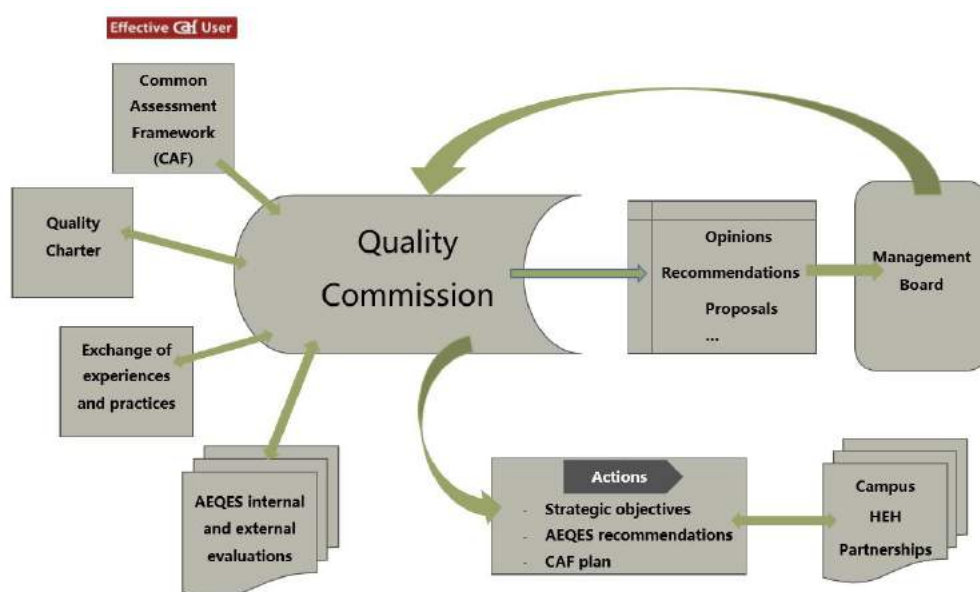 Effective CAF User
Common
Assessment
Framework
(CAF)
Quality
Charter
Exchange of
experiences
and practices
AEQES internal
and external
evaluations
Quality
Commission
Opinions
Recommendations
Proposals
...
Management
Board
Actions
- Strategic objectives
- AEQES recommendations
- CAF plan
Campus
HEH
Partnerships